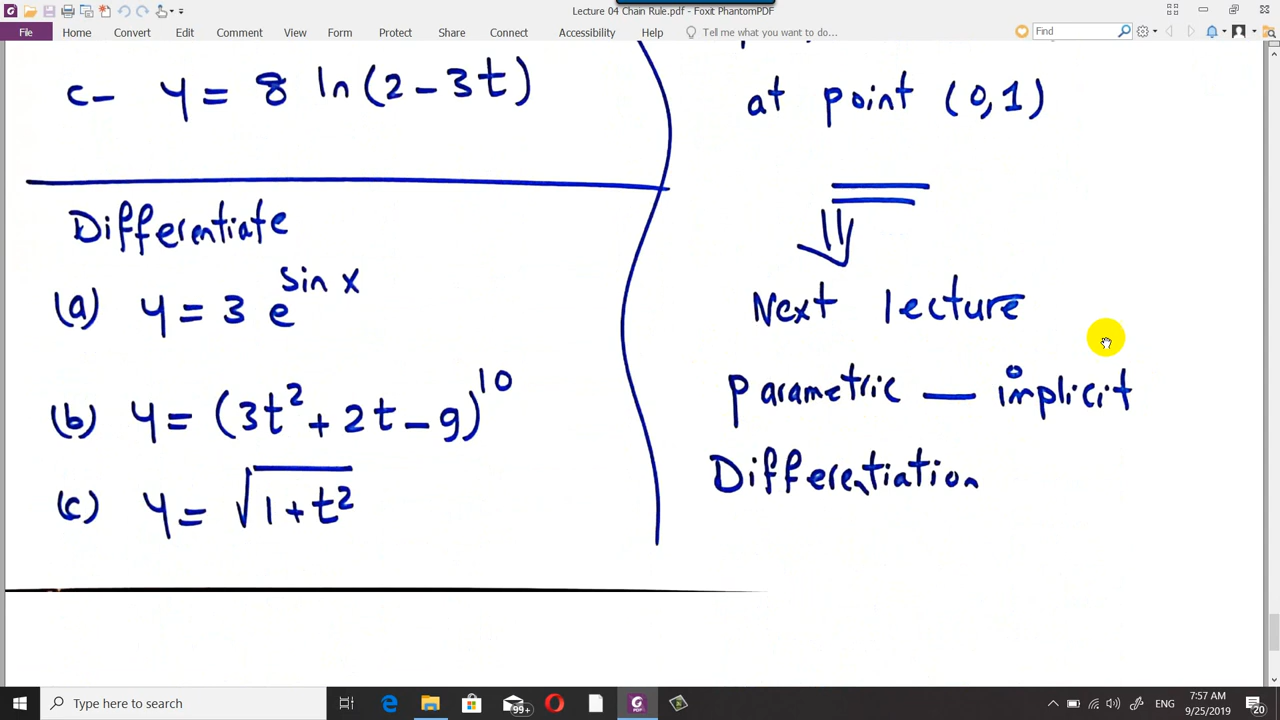 Lecture 04 Chain Rule.pdf - Foxit PhantomPDF
File Home Convert Edit Comment View Form Protect Share Connect Accessibility Help Tell me what you want to do... Find
c- y = 8 ln(2-3t)
Differentiate
(a) y = 3 e^sin x
(b) y = (3t²+2t-9)^10
(c) y = √1+t²
at point (0,1)
Next lecture
Parametric — implicit
Differentiation
Type here to search
99+
ENG
7:57 AM
9/25/2019
20